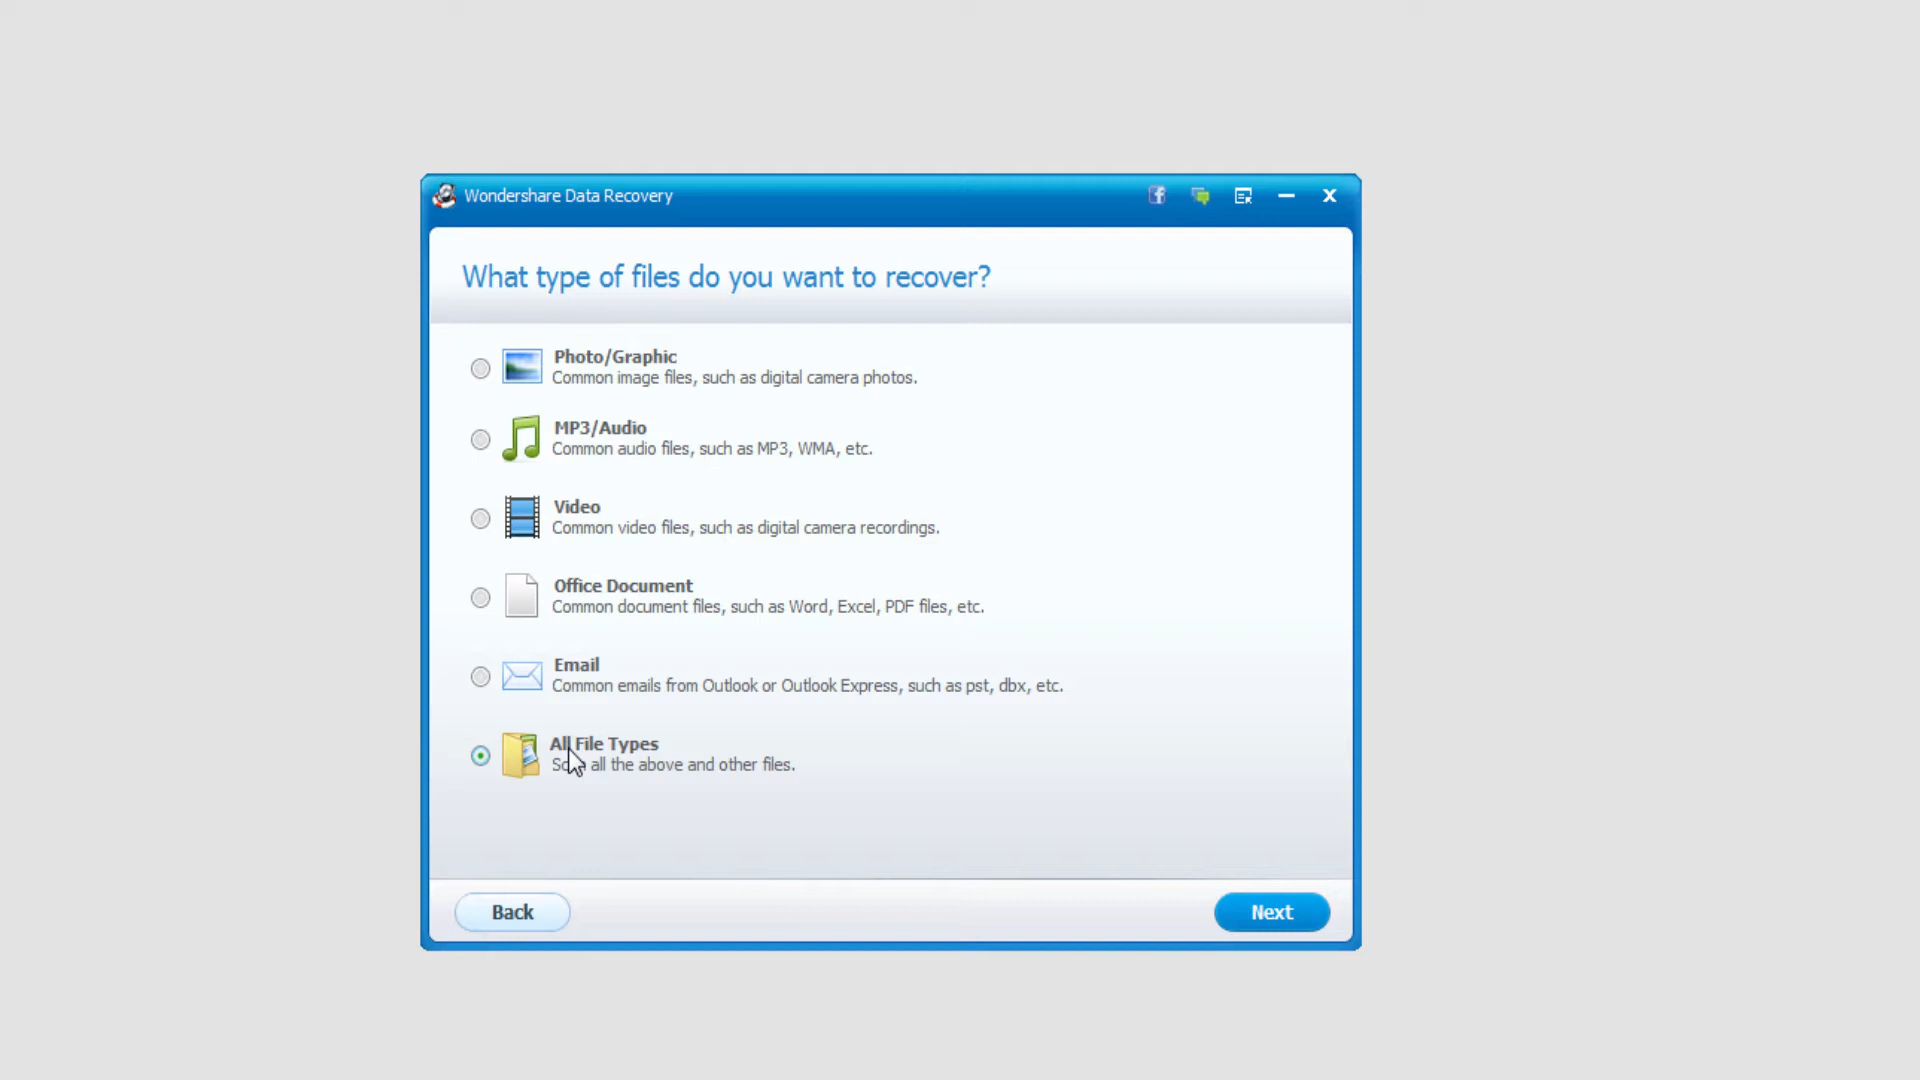 Wondershare Data Recovery
What type of files do you want to recover?
Photo/Graphic
Common image files, such as digital camera photos.
MP3/Audio
Common audio files, such as MP3, WMA, etc.
Video
Common video files, such as digital camera recordings.
Office Document
Common document files, such as Word, Excel, PDF files, etc.
Email
Common emails from Outlook or Outlook Express, such as pst, dbx, etc.
All File Types
Scan all the above and other files.
Back
Next